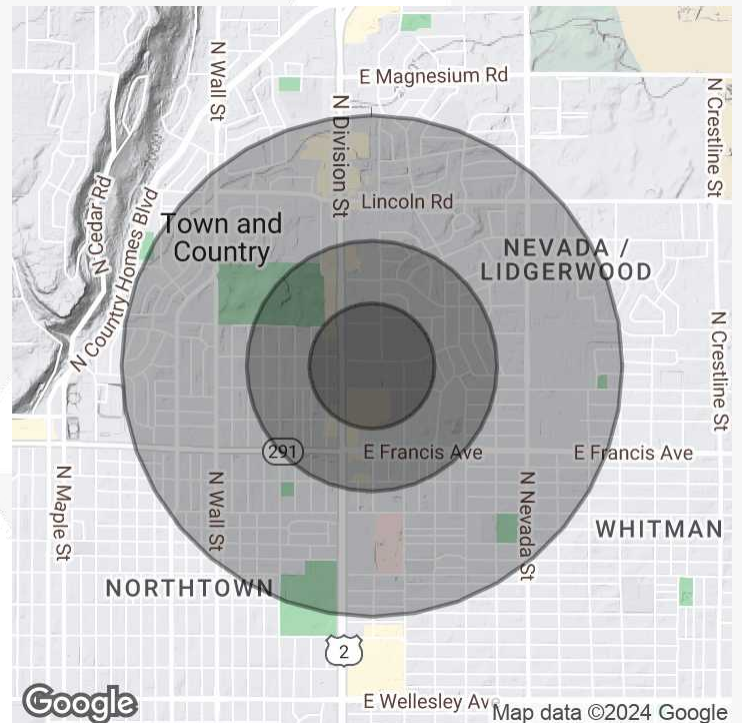 E Magnesium Rd
N Wall St
N Division St
N Crestline St
Lincoln Rd
N Cedar Rd
N Country Homes Blvd
Town and
Country
NEVADA /
LIDGERWOOD
N Crestline St
291
E Francis Ave
E Francis Ave
N Maple St
N Wall St
N Nevada St
WHITMAN
NORTHTOWN
2
E Wellesley Ave
Google
Map data ©2024 Google